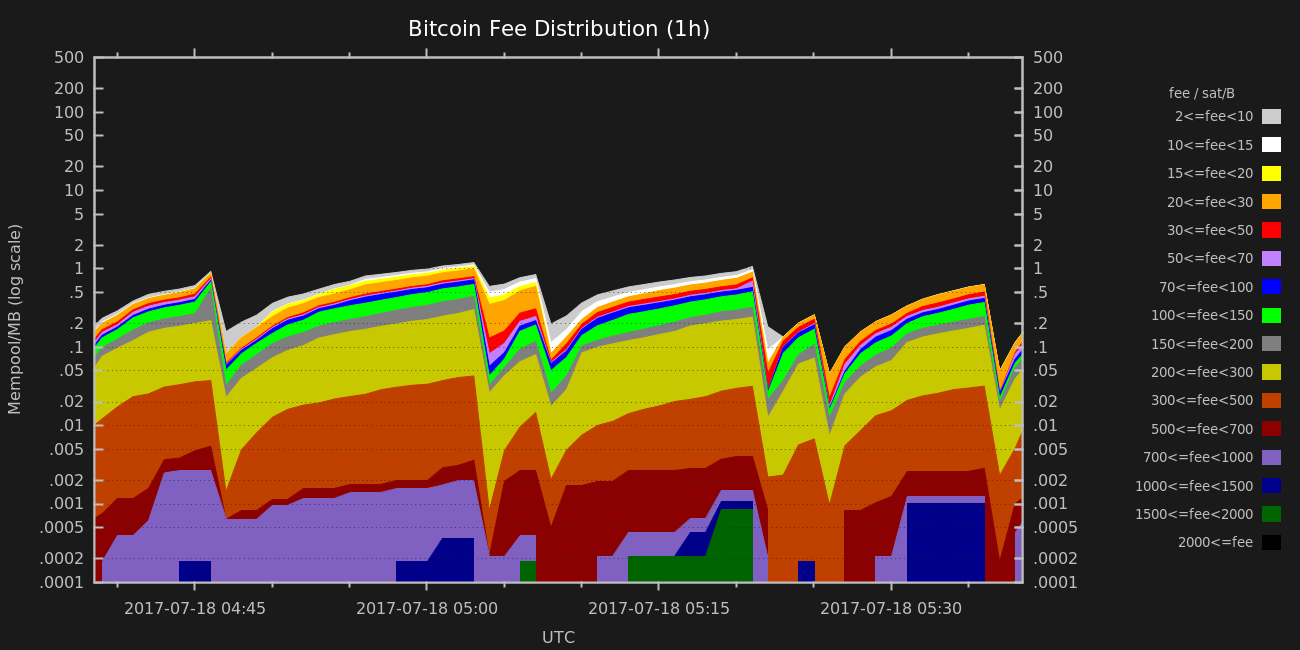 Bitcoin Fee Distribution (1h)
500
200
100
50
20
10
5
2
1
.5
.2
.1
.05
.02
.01
.005
.002
.001
.0005
.0002
.0001
Mempool/MB (log scale)
500
200
100
50
20
10
5
2
1
.5
.2
.1
.05
.02
.01
.005
.002
.001
.0005
.0002
.0001
2017-07-18 04:45
2017-07-18 05:00
2017-07-18 05:15
2017-07-18 05:30
UTC
fee / sat/B
2<=fee<10
10<=fee<15
15<=fee<20
20<=fee<30
30<=fee<50
50<=fee<70
70<=fee<100
100<=fee<150
150<=fee<200
200<=fee<300
300<=fee<500
500<=fee<700
700<=fee<1000
1000<=fee<1500
1500<=fee<2000
2000<=fee